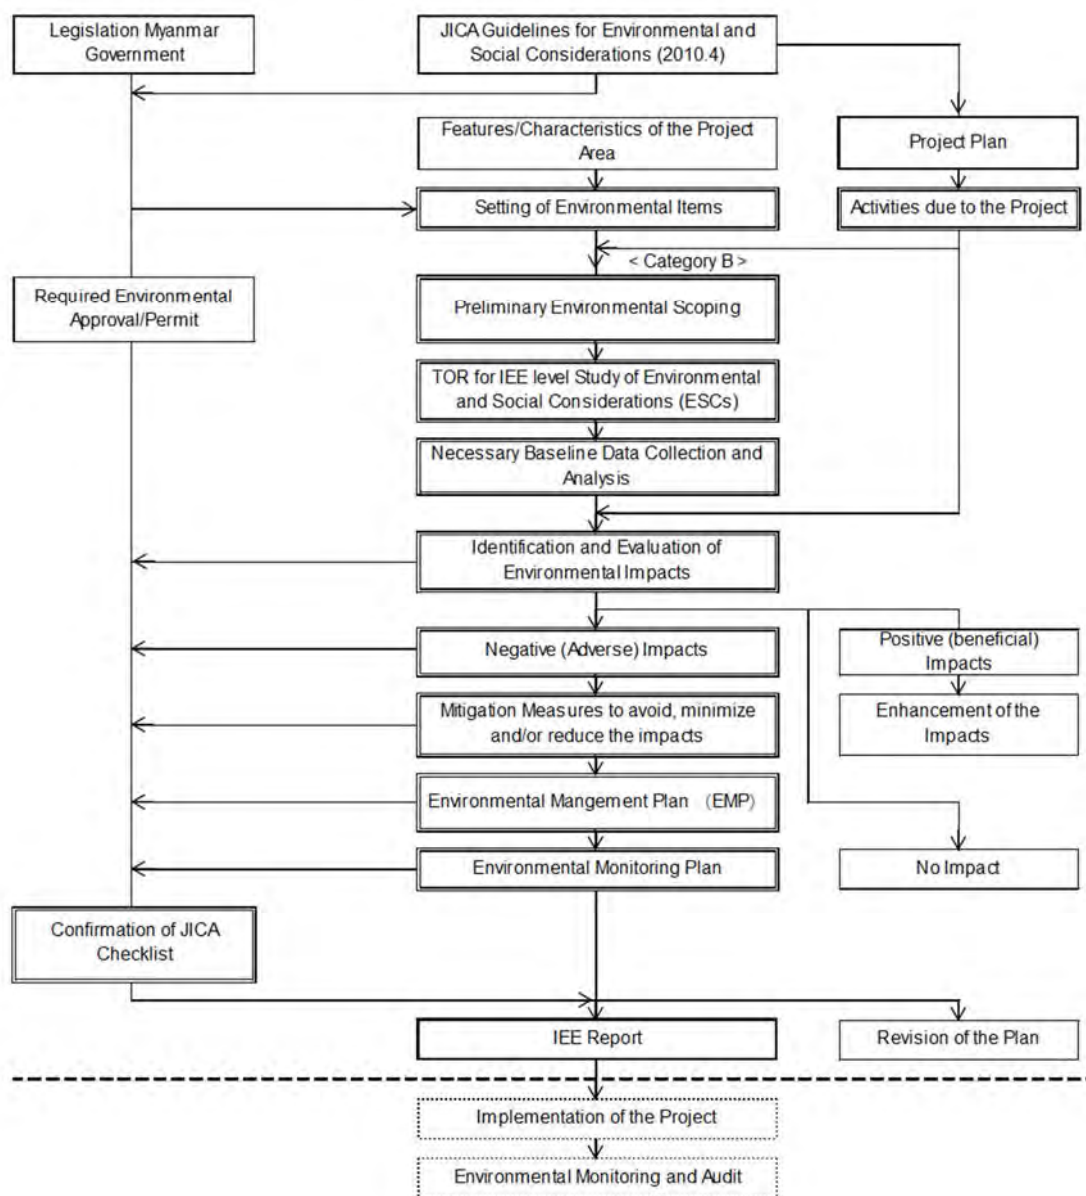 Legislation Myanmar
Government
JICA Guidelines for Environmental and
Social Considerations (2010.4)
Features/Characteristics of the Project
Area
Project Plan
Setting of Environmental Items
Activities due to the Project
< Category B >
Required Environmental
Approval/Permit
Preliminary Environmental Scoping
TOR for IEE level Study of Environmental
and Social Considerations (ESCs)
Necessary Baseline Data Collection and
Analysis
Identification and Evaluation of
Environmental Impacts
Negative (Adverse) Impacts
Positive (beneficial)
Impacts
Mitigation Measures to avoid, minimize
and/or reduce the impacts
Enhancement of the
Impacts
Environmental Mangement Plan (EMP)
Environmental Monitoring Plan
No Impact
Confirmation of JICA
Checklist
IEE Report
Revision of the Plan
Implementation of the Project
Environmental Monitoring and Audit